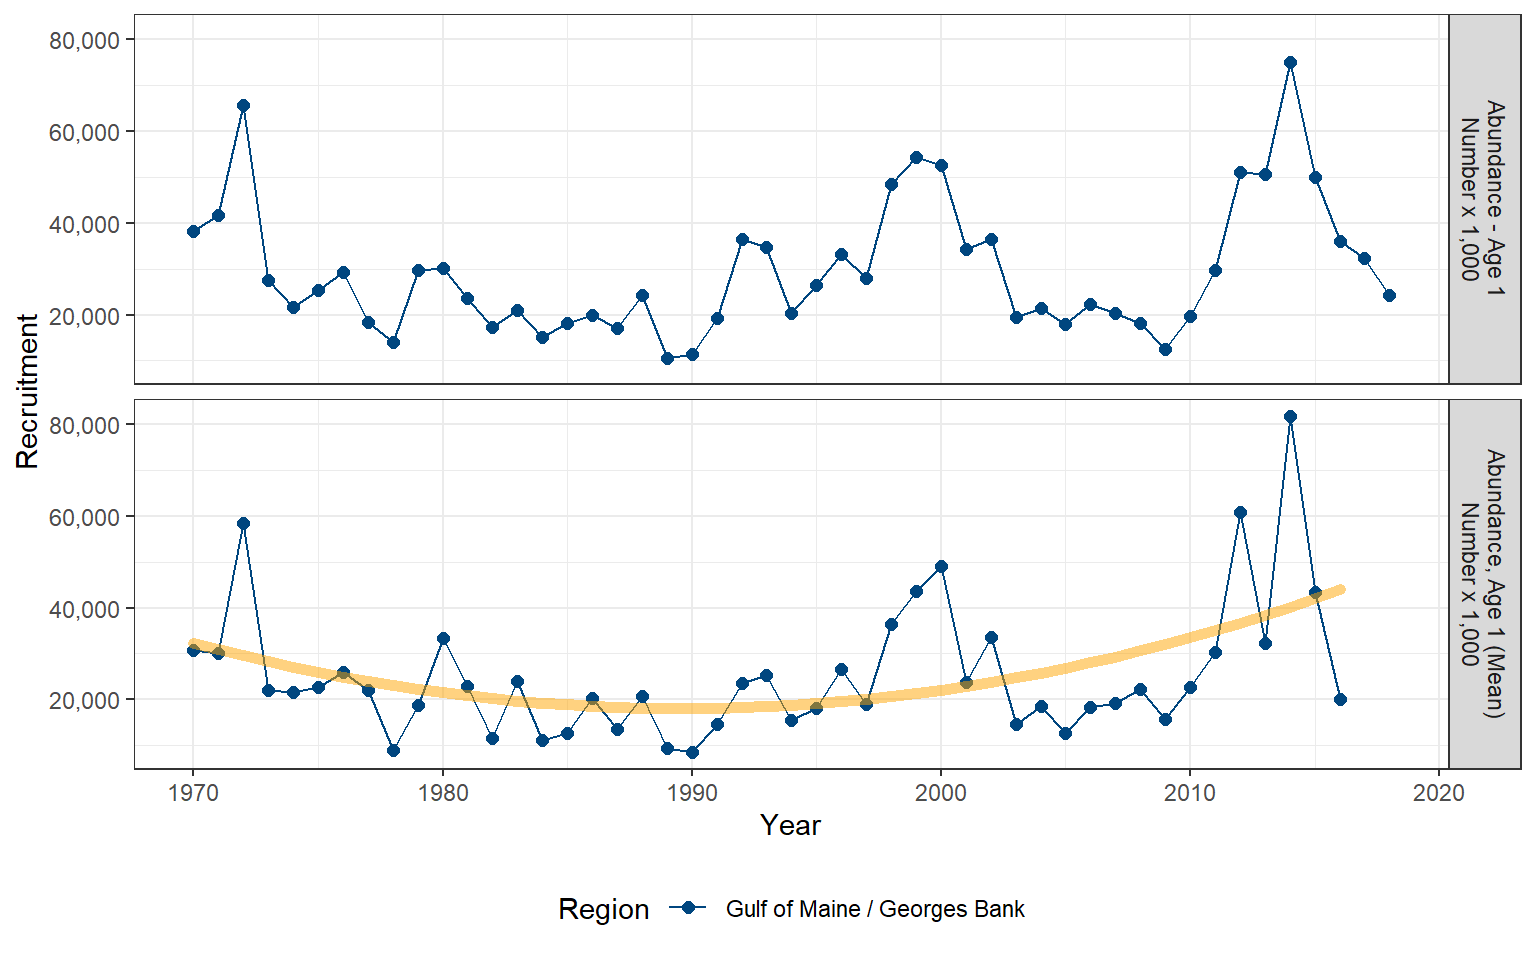 80,000
60,000
40,000
20,000
Abundance - Age 1
Number x 1,000
Recruitment
80,000
60,000
40,000
20,000
Abundance, Age 1 (Mean)
Number x 1,000
1970 1980 1990 2000 2010 2020
Year
Region Gulf of Maine / Georges Bank